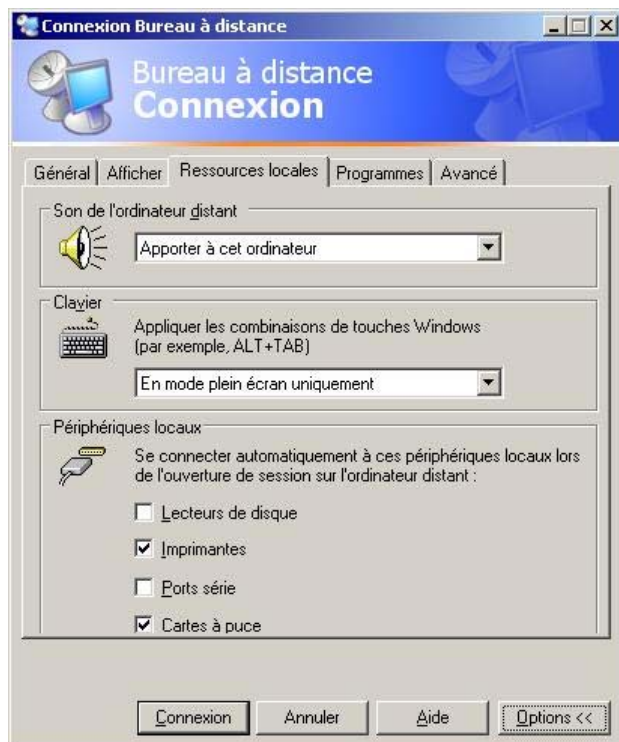 Connexion Bureau à distance
Bureau à distance
Connexion
Général Afficher Ressources locales Programmes Avancé
Son de l'ordinateur distant
Apporter à cet ordinateur
Clavier
Appliquer les combinaisons de touches Windows
(par exemple, ALT+TAB)
En mode plein écran uniquement
Périphériques locaux
Se connecter automatiquement à ces périphériques locaux lors
de l'ouverture de session sur l'ordinateur distant :
Lecteurs de disque
Imprimantes
Ports série
Cartes à puce
Connexion Annuler Aide Options <<